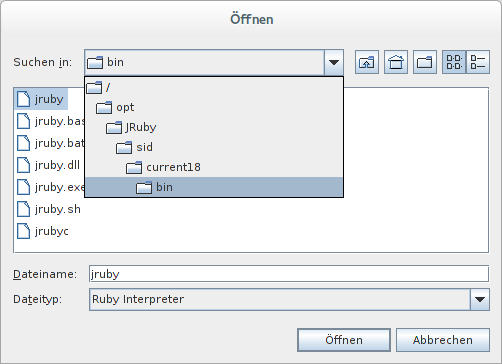 Öffnen
Suchen in:
bin
/
opt
JRuby
sid
current18
bin
jruby
jruby.bas
jruby.bat
jruby.dll
jruby.exe
jruby.sh
jrubyc
Dateiname: jruby
Dateityp: Ruby Interpreter
Öffnen Abbrechen